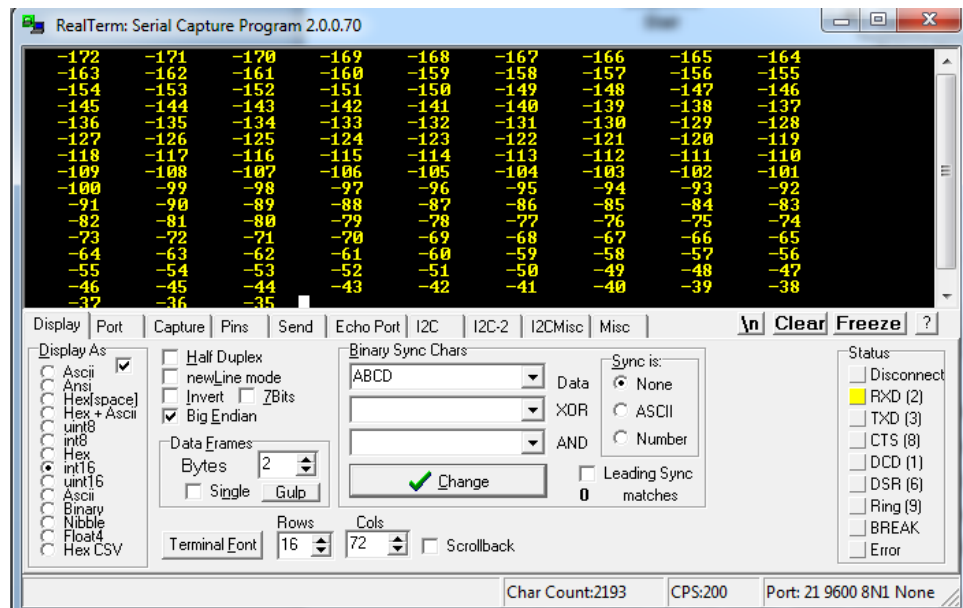 RealTerm: Serial Capture Program 2.0.0.70
-172 -171 -170 -169 -168 -167 -166 -165 -164
-163 -162 -161 -160 -159 -158 -157 -156 -155
-154 -153 -152 -151 -150 -149 -148 -147 -146
-145 -144 -143 -142 -141 -140 -139 -138 -137
-136 -135 -134 -133 -132 -131 -130 -129 -128
-127 -126 -125 -124 -123 -122 -121 -120 -119
-118 -117 -116 -115 -114 -113 -112 -111 -110
-109 -108 -107 -106 -105 -104 -103 -102 -101
-100 -99 -98 -97 -96 -95 -94 -93 -92
-91 -90 -89 -88 -87 -86 -85 -84 -83
-82 -81 -80 -79 -78 -77 -76 -75 -74
-73 -72 -71 -70 -69 -68 -67 -66 -65
-64 -63 -62 -61 -60 -59 -58 -57 -56
-55 -54 -53 -52 -51 -50 -49 -48 -47
-46 -45 -44 -43 -42 -41 -40 -39 -38
-37 -36 -35
Display Port Capture Pins Send Echo Port I2C I2C-2 I2CMisc Misc \n Clear Freeze ?
Display As
Ascii
Ansi
Hex[space]
Hex + Ascii
uint8
int8
Hex
int16
uint16
Ascii
Binary
Nibble
Float4
Hex CSV
Half Duplex
newLine mode
Invert 7Bits
Big Endian
Data Frames
Bytes 2
Single Gulp
Rows Cols
Terminal Font 16 72 Scrollback
Binary Sync Chars
ABCD Data
XOR
AND
Change
Sync is:
None
ASCII
Number
Leading Sync
0 matches
Status
Disconnect
RXD (2)
TXD (3)
CTS (8)
DCD (1)
DSR (6)
Ring (9)
BREAK
Error
Char Count:2193 CPS:200 Port: 21 9600 8N1 None